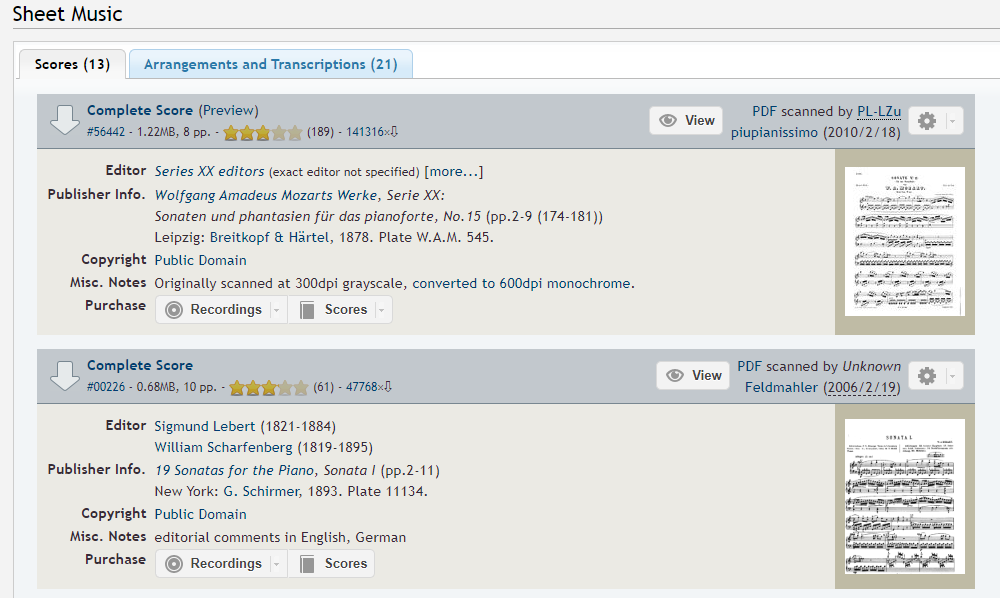 Sheet Music
Scores (13)
Arrangements and Transcriptions (21)
Complete Score (Preview)
#56442 - 1.22MB, 8 pp. - (189) - 141316×
View
PDF scanned by PL-LZu
piupianissimo (2010/2/18)
Editor Series XX editors (exact editor not specified) [more...]
Publisher Info. Wolfgang Amadeus Mozarts Werke, Serie XX:
Sonaten und phantasien für das pianoforte, No.15 (pp.2-9 (174-181))
Leipzig: Breitkopf & Härtel, 1878. Plate W.A.M. 545.
Copyright Public Domain
Misc. Notes Originally scanned at 300dpi grayscale, converted to 600dpi monochrome.
Purchase Recordings Scores
W. A. MOZART.
Complete Score
#00226 - 0.68MB, 10 pp. - (61) - 47768×
View
PDF scanned by Unknown
Feldmahler (2006/2/19)
Editor Sigmund Lebert (1821-1884)
William Scharfenberg (1819-1895)
Publisher Info. 19 Sonatas for the Piano, Sonata I (pp.2-11)
New York: G. Schirmer, 1893. Plate 11134.
Copyright Public Domain
Misc. Notes editorial comments in English, German
Purchase Recordings Scores
SONATA I.